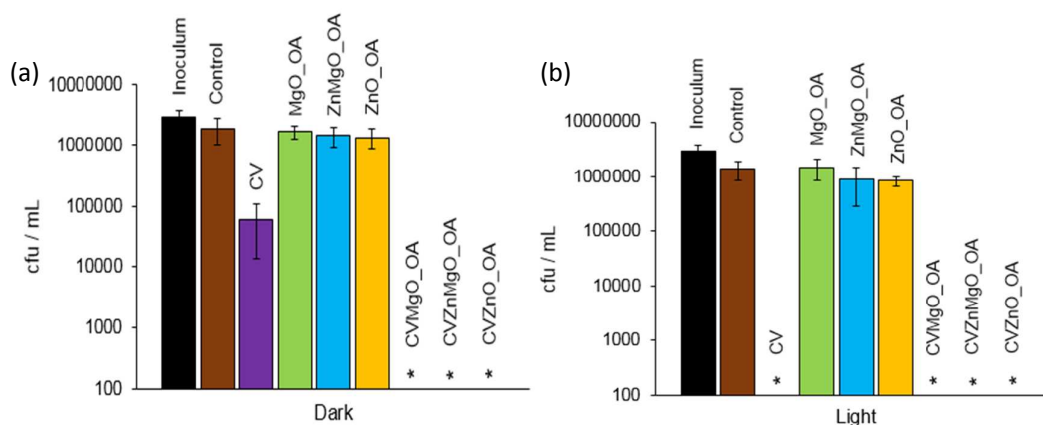 (a)
cfu / mL
10000000
1000000
100000
10000
1000
100
Inoculum
Control
CV
MgO_OA
ZnMgO_OA
ZnO_OA
CVMgO_OA
CVZnMgO_OA
CVZnO_OA
* * *
Dark
(b)
cfu / mL
10000000
1000000
100000
10000
1000
100
Inoculum
Control
CV
MgO_OA
ZnMgO_OA
ZnO_OA
CVMgO_OA
CVZnMgO_OA
CVZnO_OA
* * * *
Light